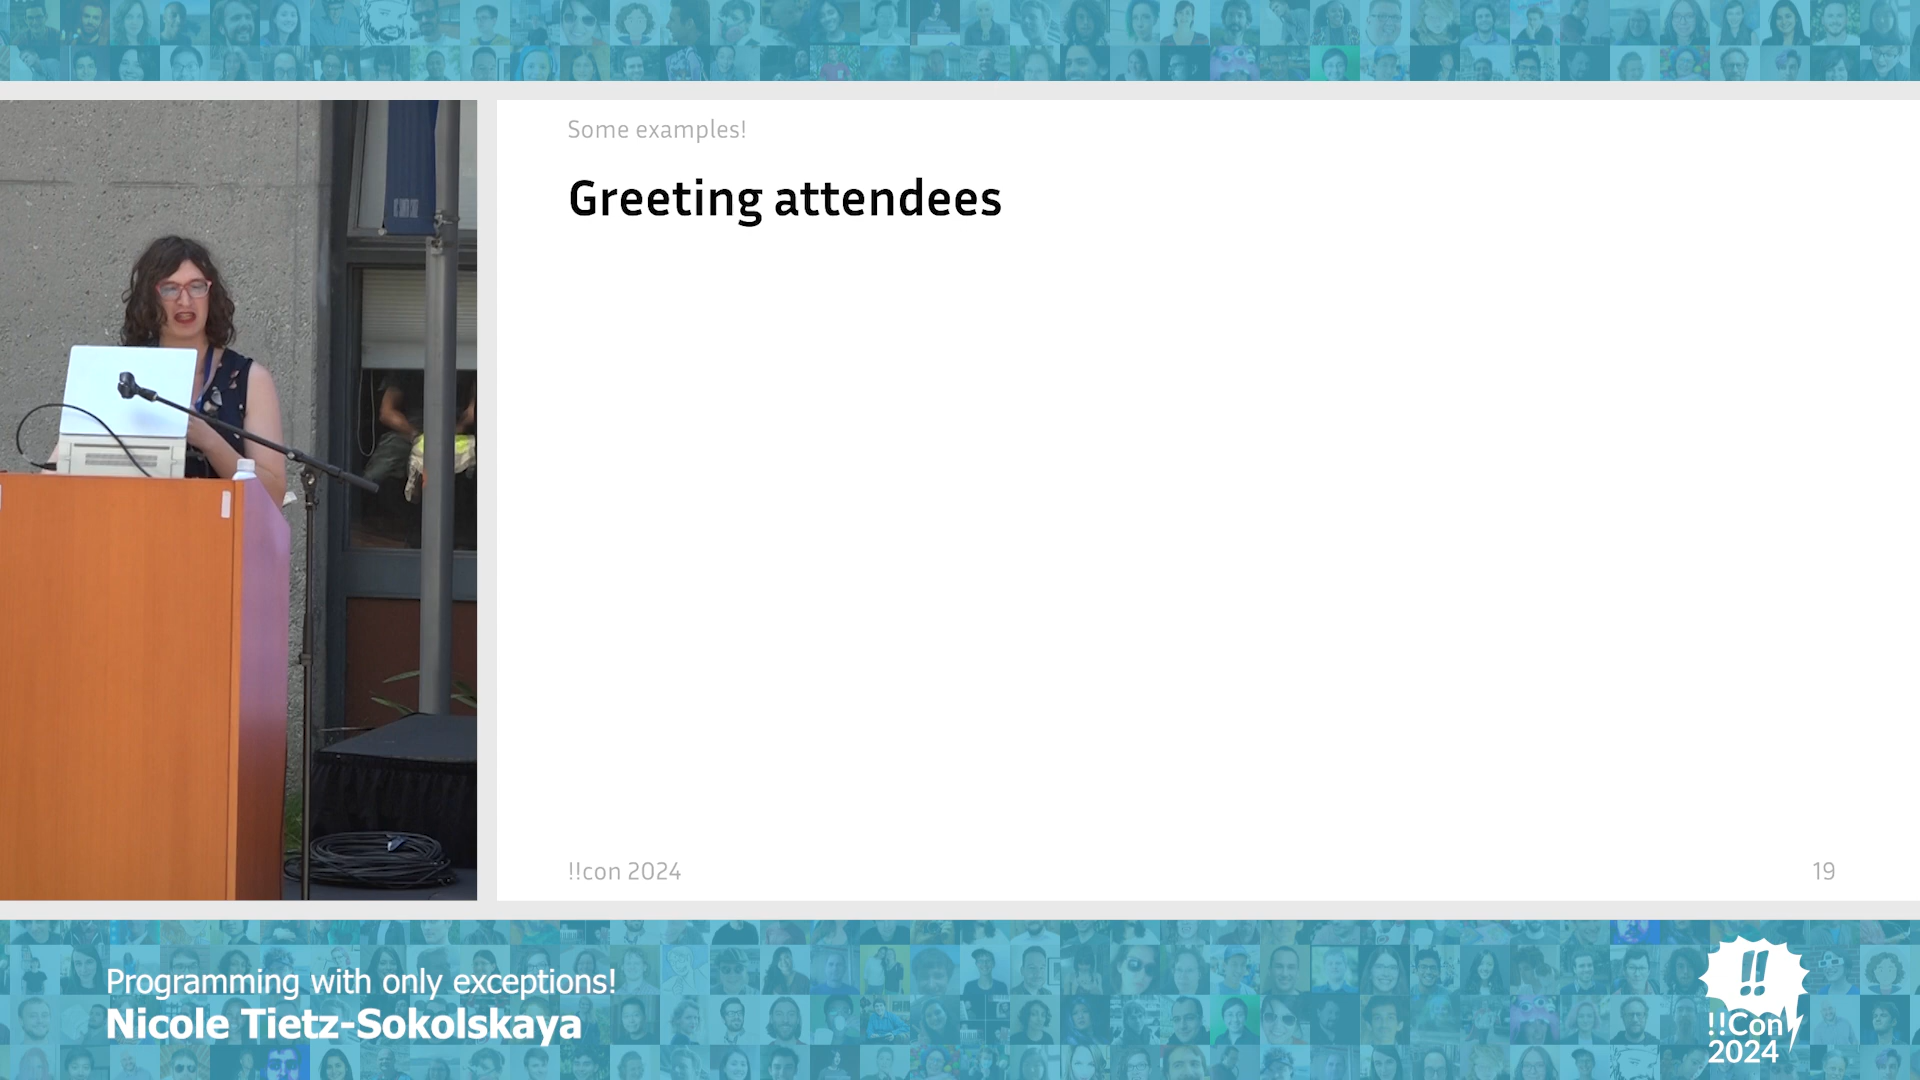 Some examples!
Greeting attendees
!!con 2024
19
Programming with only exceptions!
Nicole Tietz-Sokolskaya
!!
!!Con
2024